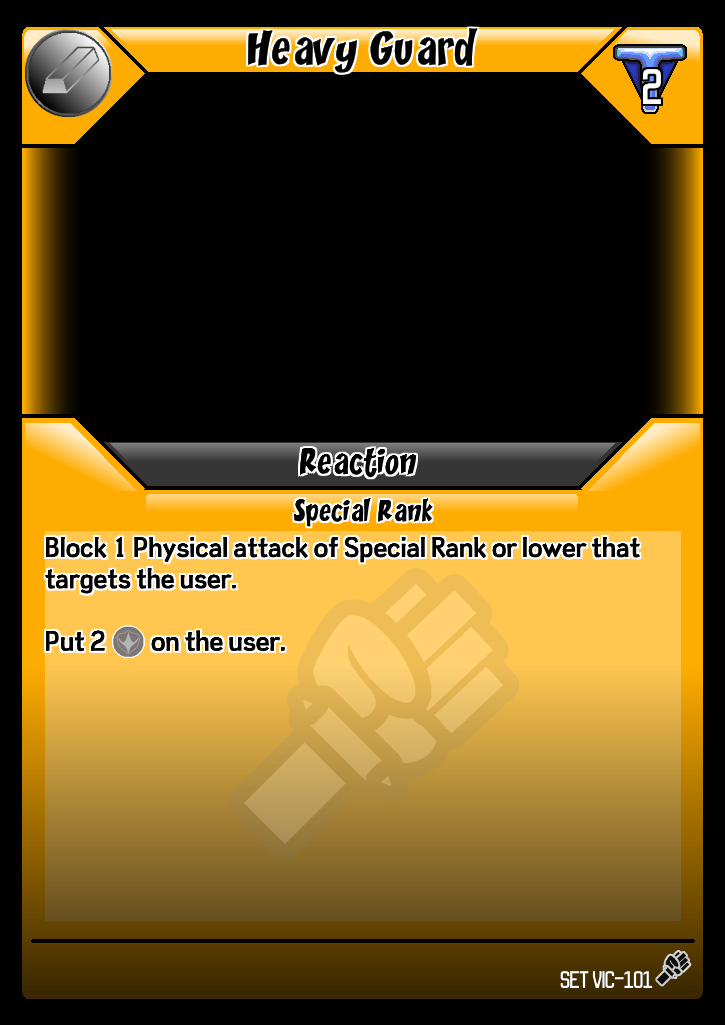 Heavy Guard
2
Reaction
Special Rank
Block 1 Physical attack of Special Rank or lower that
targets the user.
Put 2 on the user.
SET VIC-101